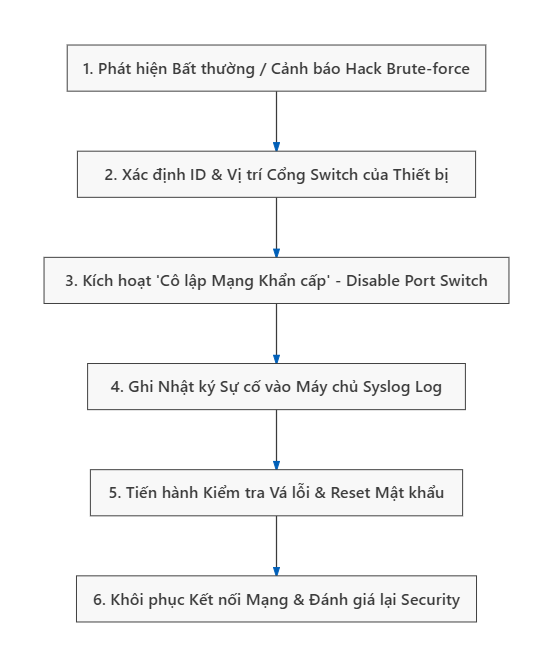 1. Phát hiện Bất thường / Cảnh báo Hack Brute-force
2. Xác định ID & Vị trí Cổng Switch của Thiết bị
3. Kích hoạt 'Cô lập Mạng Khẩn cấp' - Disable Port Switch
4. Ghi Nhật ký Sự cố vào Máy chủ Syslog Log
5. Tiến hành Kiểm tra Vá lỗi & Reset Mật khẩu
6. Khôi phục Kết nối Mạng & Đánh giá lại Security